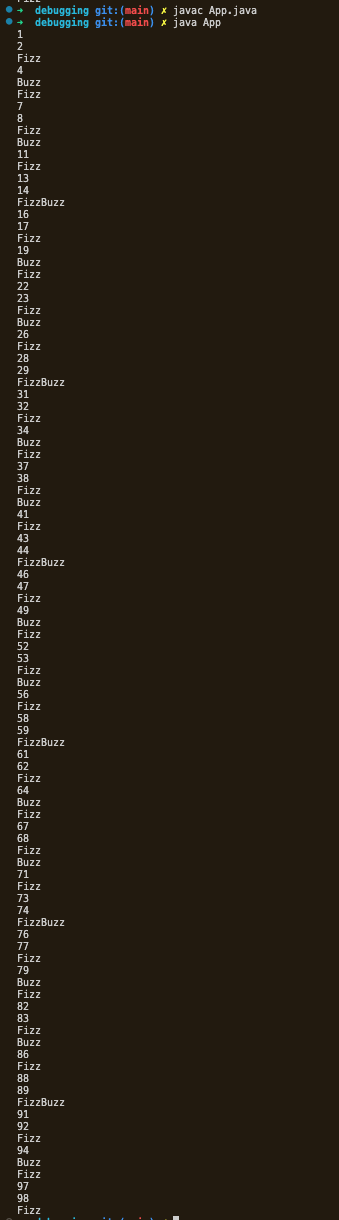 Fizz
➜ debugging git:(main) ✗ javac App.java
➜ debugging git:(main) ✗ java App
1
2
Fizz
4
Buzz
Fizz
7
8
Fizz
Buzz
11
Fizz
13
14
FizzBuzz
16
17
Fizz
19
Buzz
Fizz
22
23
Fizz
Buzz
26
Fizz
28
29
FizzBuzz
31
32
Fizz
34
Buzz
Fizz
37
38
Fizz
Buzz
41
Fizz
43
44
FizzBuzz
46
47
Fizz
49
Buzz
Fizz
52
53
Fizz
Buzz
56
Fizz
58
59
FizzBuzz
61
62
Fizz
64
Buzz
Fizz
67
68
Fizz
Buzz
71
Fizz
73
74
FizzBuzz
76
77
Fizz
79
Buzz
Fizz
82
83
Fizz
Buzz
86
Fizz
88
89
FizzBuzz
91
92
Fizz
94
Buzz
Fizz
97
98
Fizz